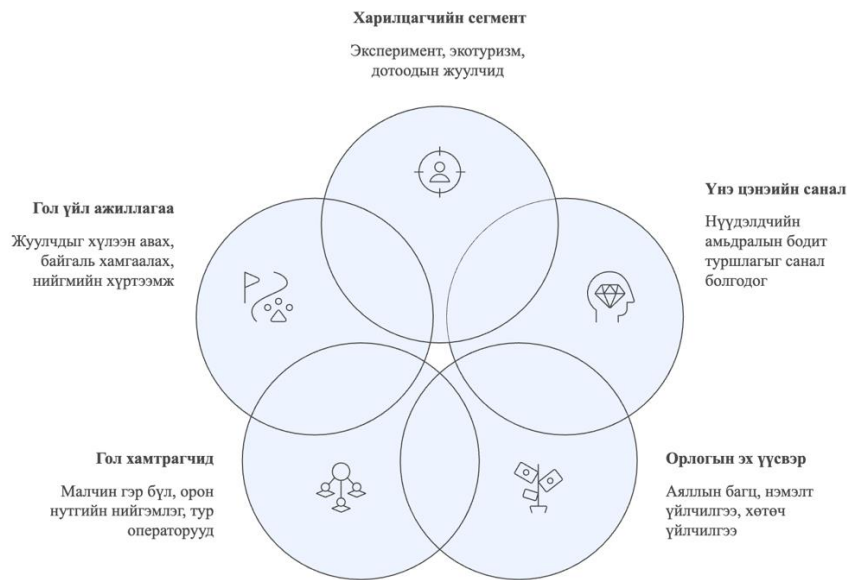 Харилцагчийн сегмент
Эксперимент, экотуризм,
дотоодын жуулчид
Үнэ цэнэийн санал
Нүүдэлдчийн
амьдралын бодит
туршлагыг санал
болгодог
Гол үйл ажиллагаа
Жуулчдыг хүлээн авах,
байгаль хамгаалах,
нийгмийн хүртээмж
Гол хамтрагчид
Малчин гэр бүл, орон
нутгийн нийгэмлэг, тур
операторууд
Орлогын эх үүсвэр
Аяллын багц, нэмэлт
үйлчилгээ, хөтөч
үйлчилгээ